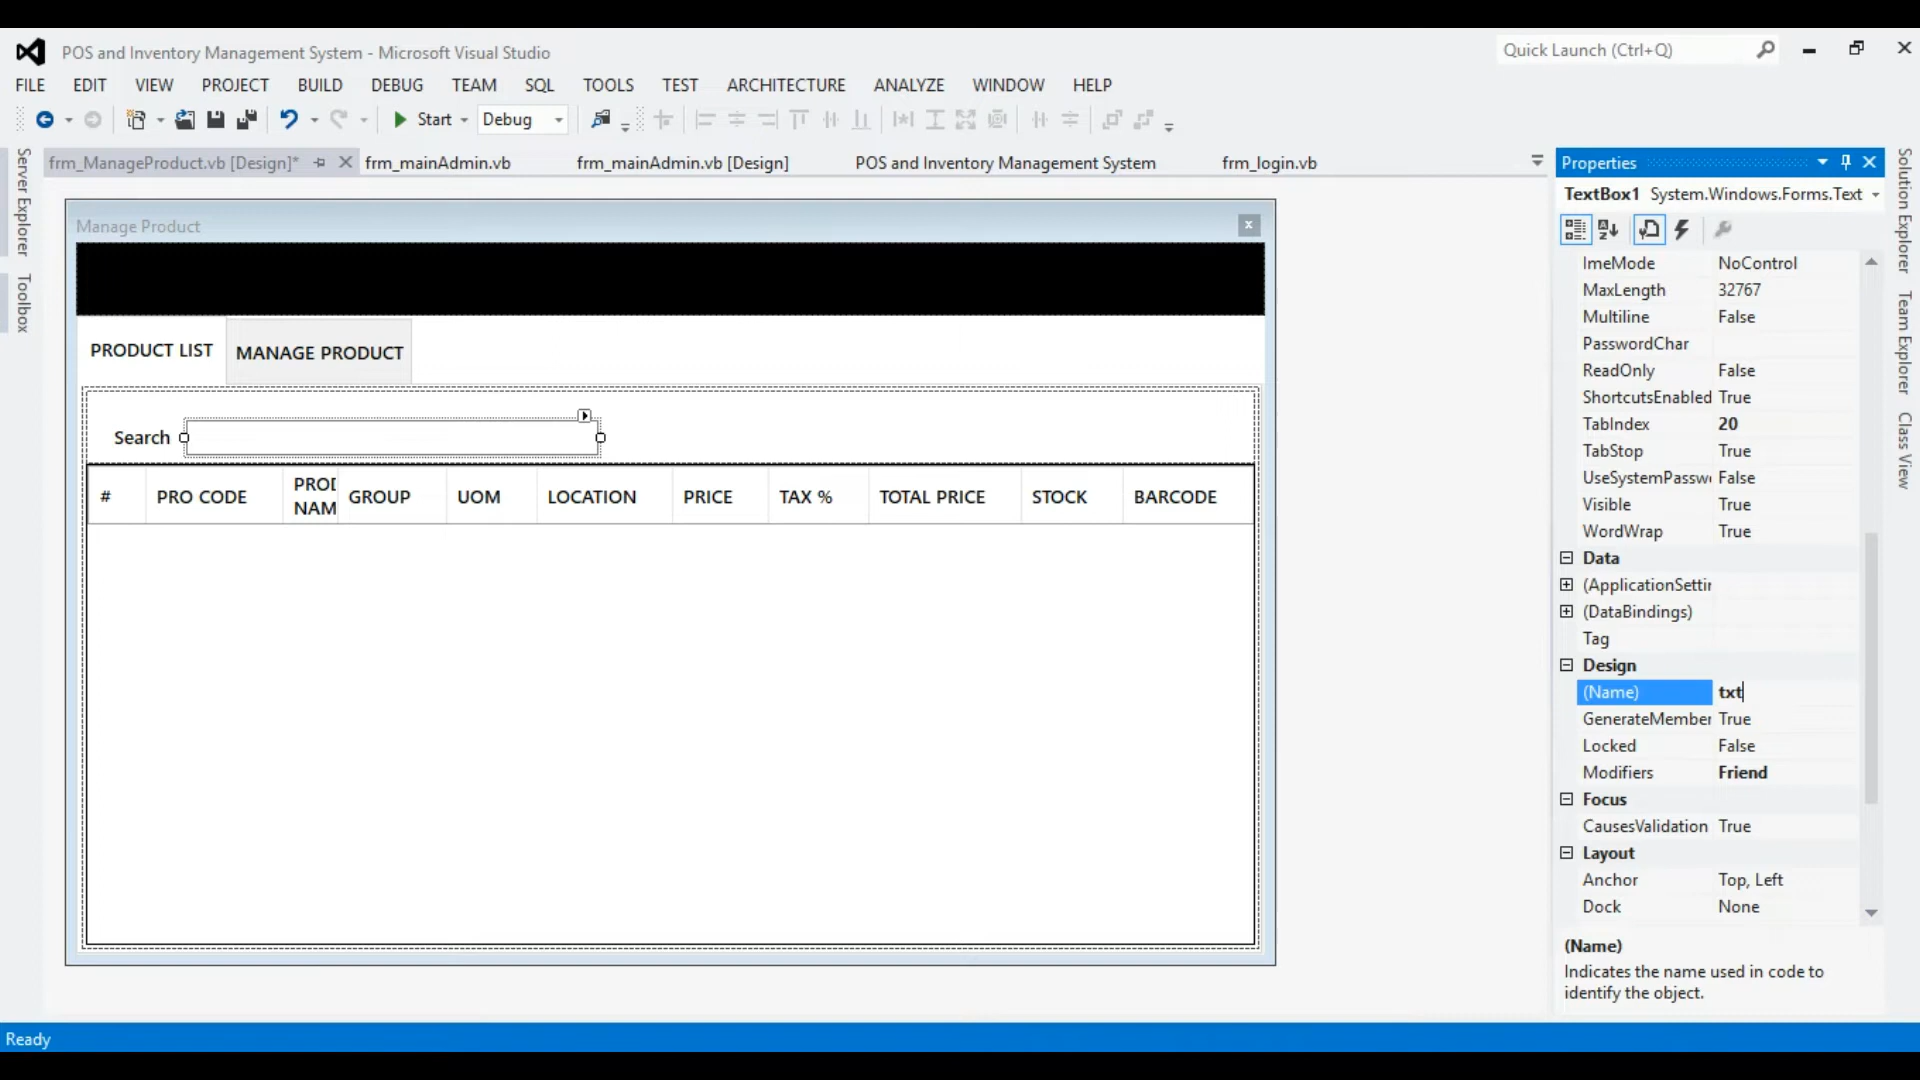 POS and Inventory Management System - Microsoft Visual Studio
Quick Launch (Ctrl+Q)
FILE EDIT VIEW PROJECT BUILD DEBUG TEAM SQL TOOLS TEST ARCHITECTURE ANALYZE WINDOW HELP
Start Debug
frm_ManageProduct.vb [Design]* frm_mainAdmin.vb frm_mainAdmin.vb [Design] POS and Inventory Management System frm_login.vb
Server Explorer
Toolbox
Manage Product
PRODUCT LIST MANAGE PRODUCT
Search
# PRO CODE PROD NAM GROUP UOM LOCATION PRICE TAX % TOTAL PRICE STOCK BARCODE
Properties
TextBox1 System.Windows.Forms.Text
ImeMode NoControl
MaxLength 32767
Multiline False
PasswordChar
ReadOnly False
ShortcutsEnabled True
TabIndex 20
TabStop True
UseSystemPassw False
Visible True
WordWrap True
Data
(ApplicationSettin
(DataBindings)
Tag
Design
(Name) txt
GenerateMember True
Locked False
Modifiers Friend
Focus
CausesValidation True
Layout
Anchor Top, Left
Dock None
(Name)
Indicates the name used in code to
identify the object.
Solution Explorer
Team Explorer
Class View
Ready